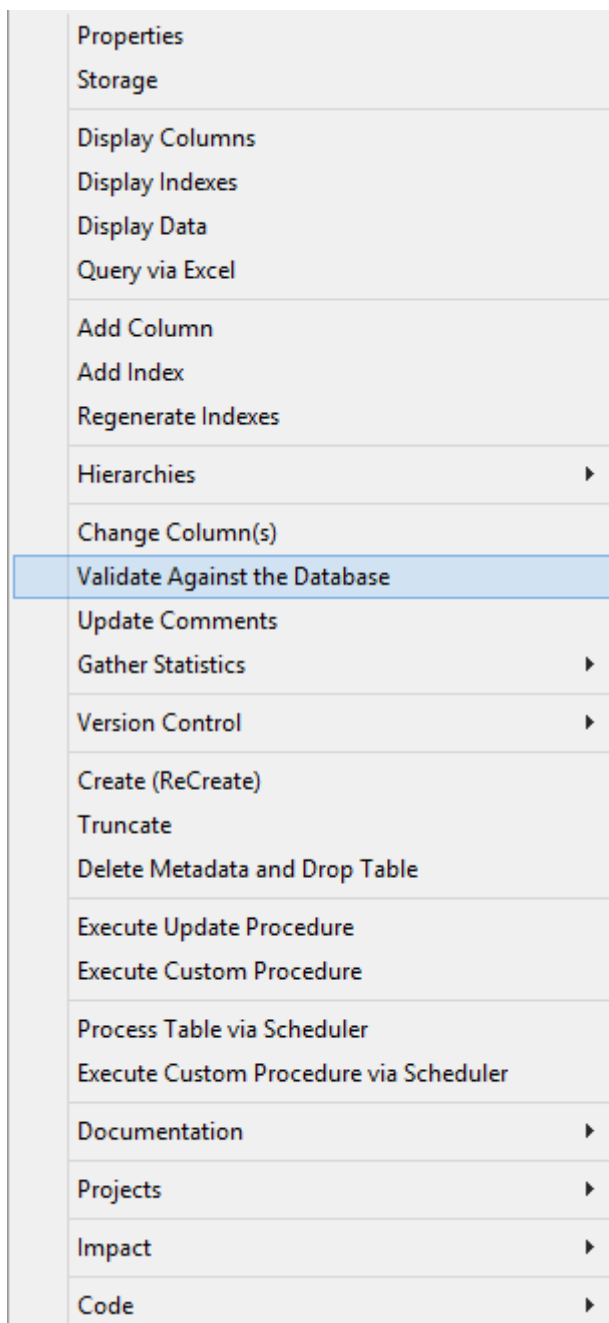 Properties
Storage
Display Columns
Display Indexes
Display Data
Query via Excel
Add Column
Add Index
Regenerate Indexes
Hierarchies
Change Column(s)
Validate Against the Database
Update Comments
Gather Statistics
Version Control
Create (ReCreate)
Truncate
Delete Metadata and Drop Table
Execute Update Procedure
Execute Custom Procedure
Process Table via Scheduler
Execute Custom Procedure via Scheduler
Documentation
Projects
Impact
Code